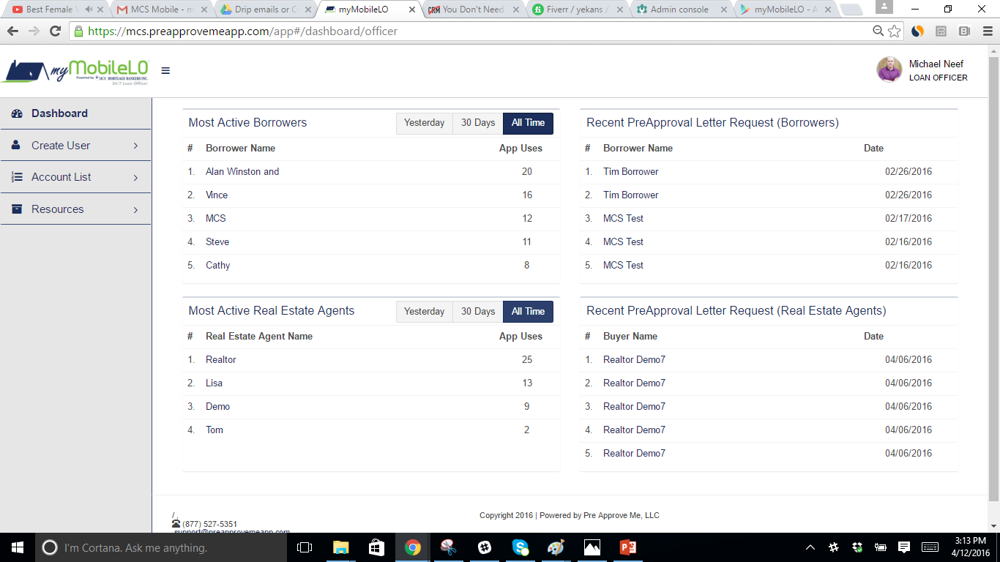 Best Female V
MCS Mobile - m
Drip emails or C
myMobileLO
CRM You Don't Need
fi Fiverr / yekans /
Admin console
myMobileLO - A
https://mcs.preapprovemeapp.com/app#/dashboard/officer
myMobileLO
Powered by MCS MORTGAGE BANKERS INC.
24/7 Loan Officer
Michael Neef
LOAN OFFICER
Dashboard
Create User
Account List
Resources
Most Active Borrowers Yesterday 30 Days All Time
# Borrower Name App Uses
1. Alan Winston and 20
2. Vince 16
3. MCS 12
4. Steve 11
5. Cathy 8
Recent PreApproval Letter Request (Borrowers)
# Borrower Name Date
1. Tim Borrower 02/26/2016
2. Tim Borrower 02/26/2016
3. MCS Test 02/17/2016
4. MCS Test 02/16/2016
5. MCS Test 02/16/2016
Most Active Real Estate Agents Yesterday 30 Days All Time
# Real Estate Agent Name App Uses
1. Realtor 25
2. Lisa 13
3. Demo 9
4. Tom 2
Recent PreApproval Letter Request (Real Estate Agents)
# Buyer Name Date
1. Realtor Demo7 04/06/2016
2. Realtor Demo7 04/06/2016
3. Realtor Demo7 04/06/2016
4. Realtor Demo7 04/06/2016
5. Realtor Demo7 04/06/2016
/ ,
(877) 527-5351
support@preapprovemeapp.com
Copyright 2016 | Powered by Pre Approve Me, LLC
I'm Cortana. Ask me anything.
3:13 PM
4/12/2016